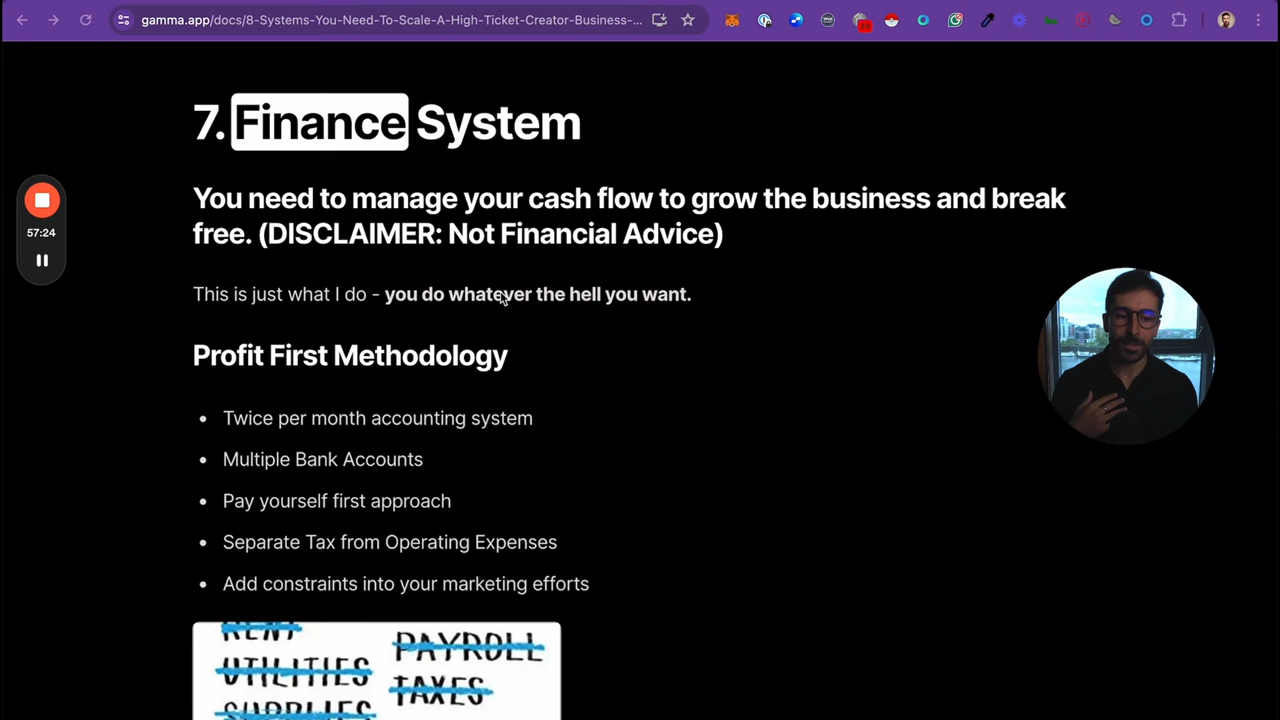 gamma.app/docs/8-Systems-You-Need-To-Scale-A-High-Ticket-Creator-Business-...
7. Finance System
You need to manage your cash flow to grow the business and break
free. (DISCLAIMER: Not Financial Advice)
57:24
This is just what I do - you do whatever the hell you want.
Profit First Methodology
• Twice per month accounting system
• Multiple Bank Accounts
• Pay yourself first approach
• Separate Tax from Operating Expenses
• Add constraints into your marketing efforts
RENT
PAYROLL
UTILITIES
TAXES
SUPPLIES